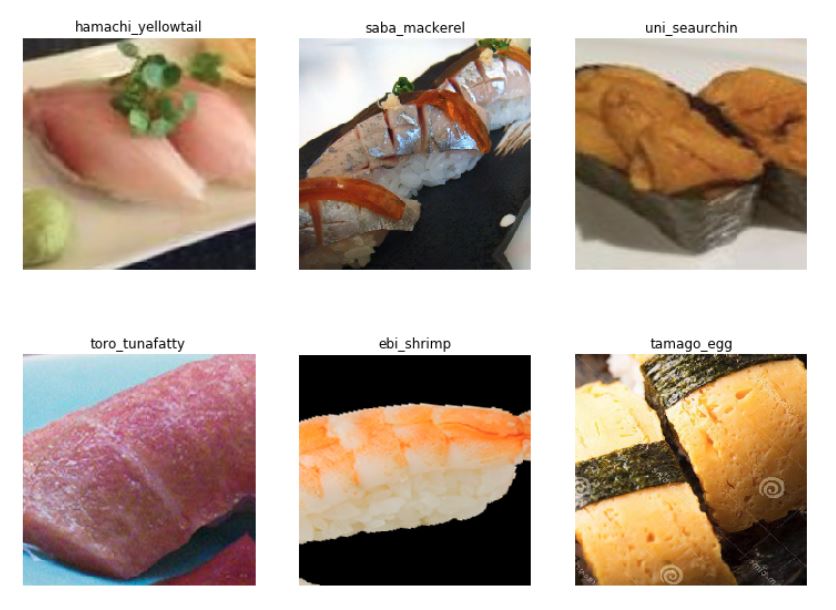 hamachi_yellowtail
saba_mackerel
uni_seaurchin
toro_tunafatty
ebi_shrimp
tamago_egg